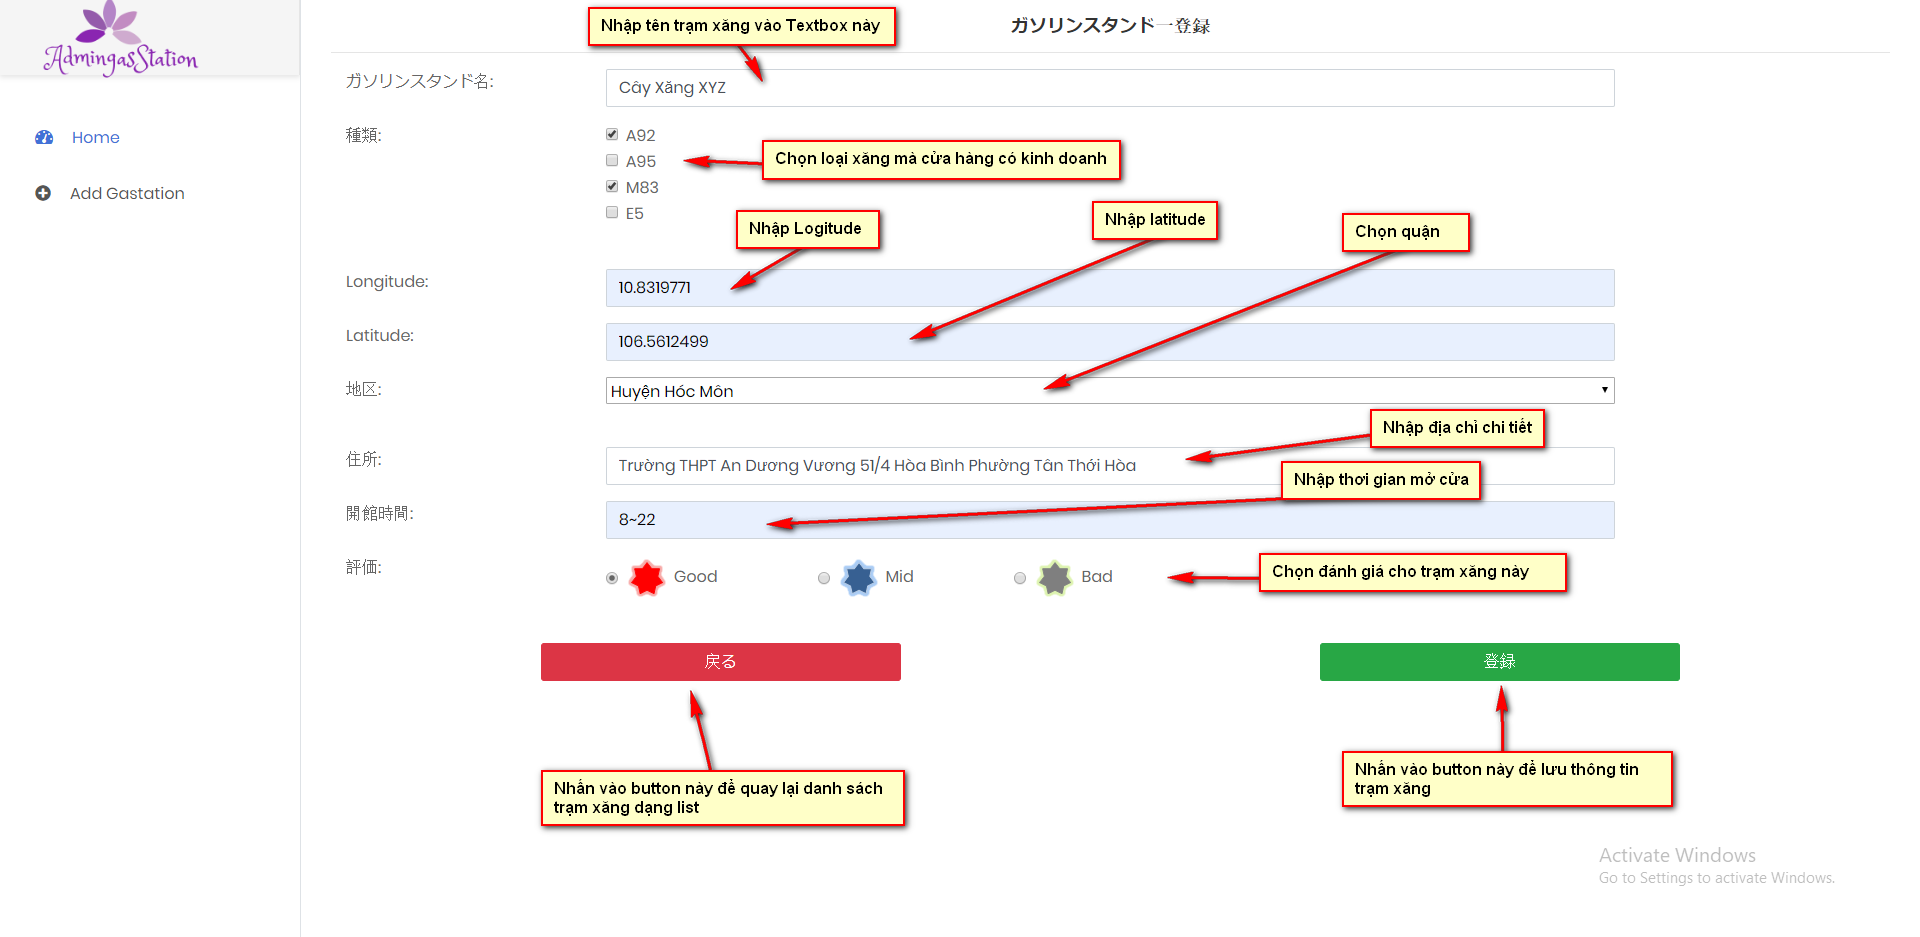 AdmingasStation
Home
Add Gastation
Nhập tên trạm xăng vào Textbox này
ガソリンスタンド一登録
ガソリンスタンド名:
Cây Xăng XYZ
種類:
A92
A95
M83
E5
Chọn loại xăng mà cửa hàng có kinh doanh
Nhập Logitude
Nhập latitude
Chọn quận
Longitude:
10.8319771
Latitude:
106.5612499
地区:
Huyện Hóc Môn
Nhập địa chỉ chi tiết
住所:
Trường THPT An Dương Vương 51/4 Hòa Bình Phường Tân Thới Hòa
Nhập thơi gian mở cửa
開館時間:
8~22
評価:
Good
Mid
Bad
Chọn đánh giá cho trạm xăng này
戻る
登録
Nhấn vào button này để quay lại danh sách
trạm xăng dạng list
Nhấn vào button này để lưu thông tin
trạm xăng
Activate Windows
Go to Settings to activate Windows.